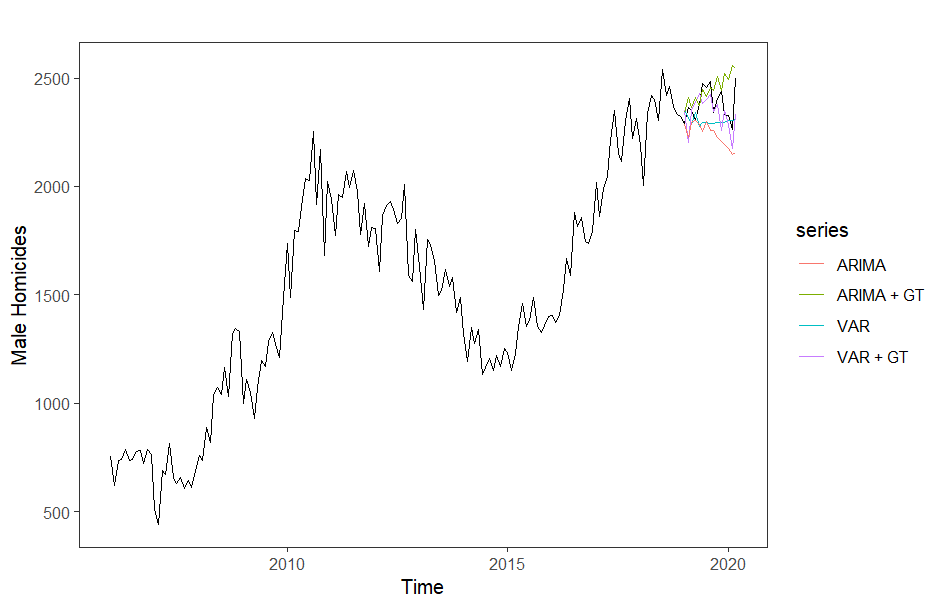 2500
2000
1500
1000
500
Male Homicides
2010
2015
2020
Time
series
ARIMA
ARIMA + GT
VAR
VAR + GT